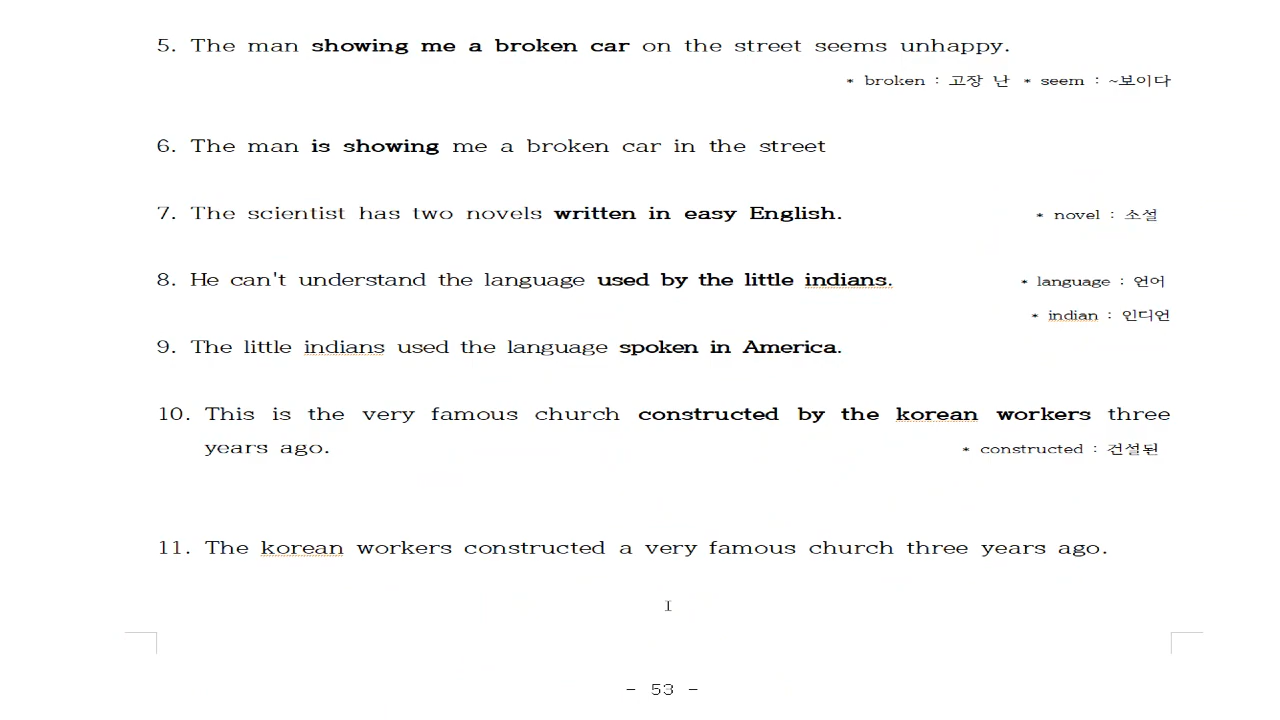 5. The man showing me a broken car on the street seems unhappy.
* broken : 고장 난 * seem : ~보이다
6. The man is showing me a broken car in the street
7. The scientist has two novels written in easy English. * novel : 소설
8. He can't understand the language used by the little indians. * language : 언어
* indian : 인디언
9. The little indians used the language spoken in America.
10. This is the very famous church constructed by the korean workers three
years ago. * constructed : 건설된
11. The korean workers constructed a very famous church three years ago.
- 53 -